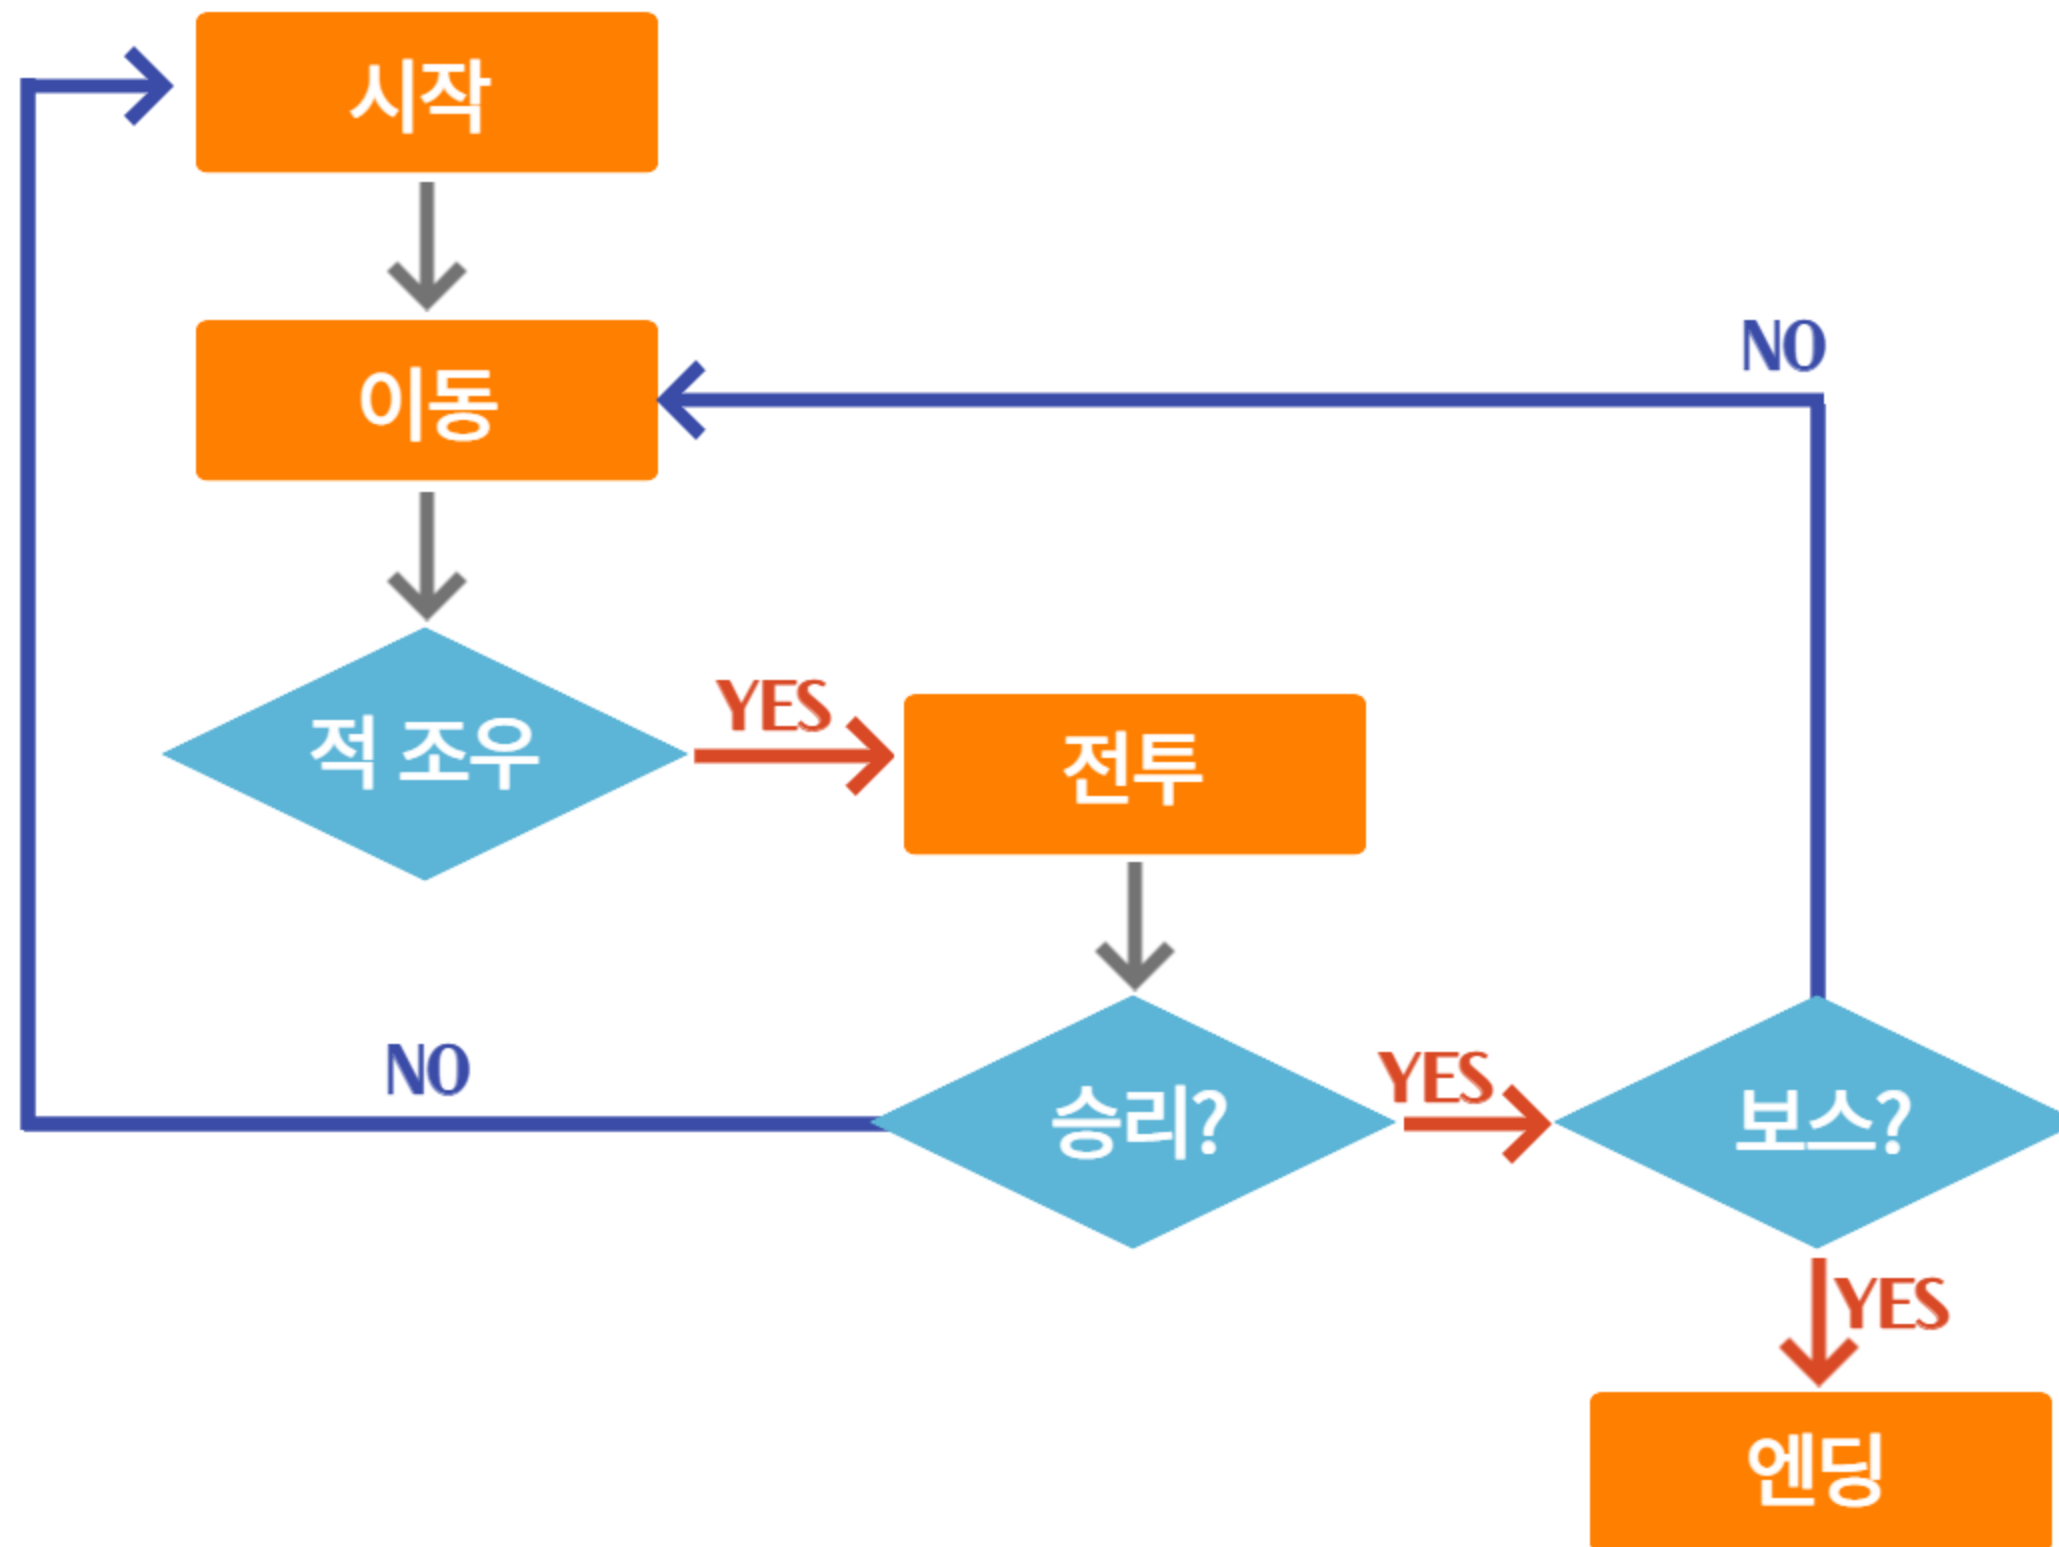 시작
이동
NO
적 조우
YES
전투
NO
승리?
YES
보스?
YES
엔딩